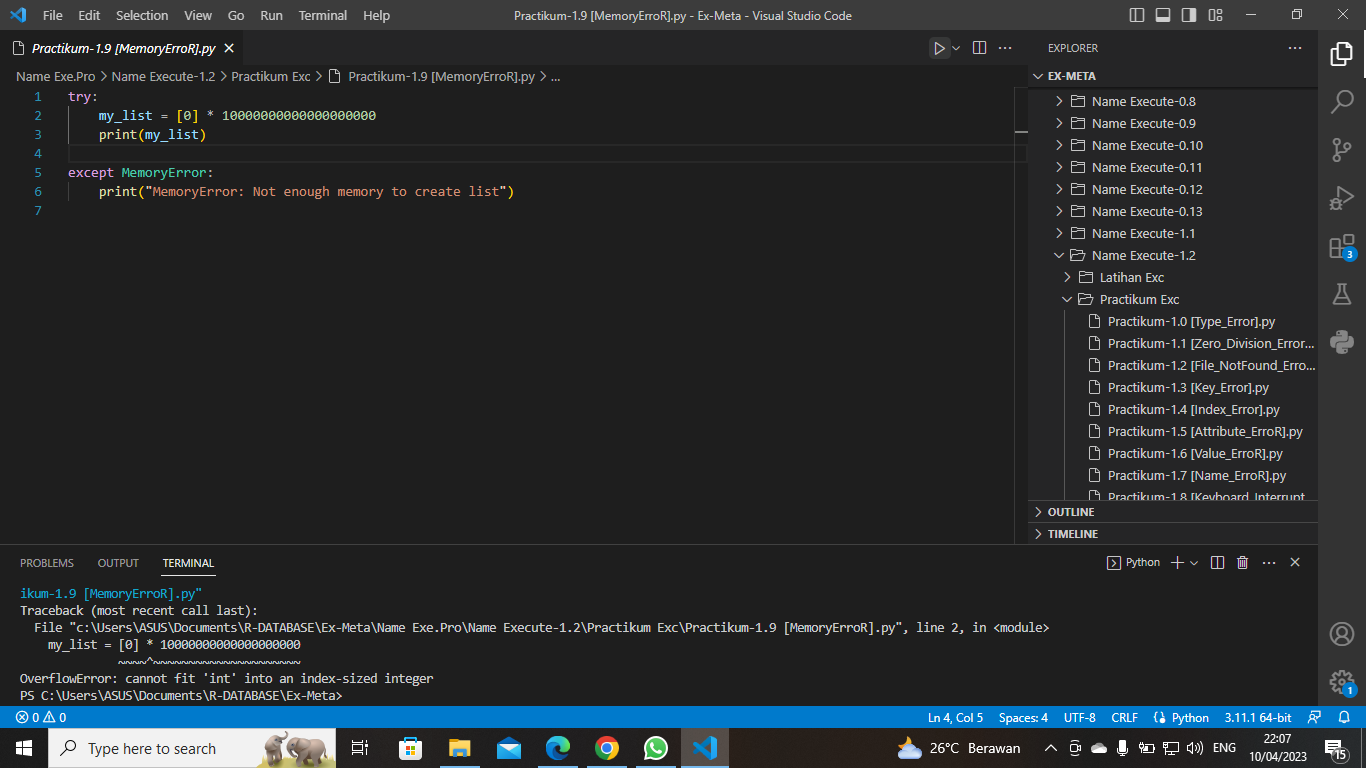 File Edit Selection View Go Run Terminal Help
Practikum-1.9 [MemoryErroR].py - Ex-Meta - Visual Studio Code
Practikum-1.9 [MemoryErroR].py
Name Exe.Pro > Name Execute-1.2 > Practikum Exc > Practikum-1.9 [MemoryErroR].py > ...
1 try:
2     my_list = [0] * 10000000000000000000
3     print(my_list)
4
5 except MemoryError:
6     print("MemoryError: Not enough memory to create list")
7
EXPLORER
EX-META
Name Execute-0.8
Name Execute-0.9
Name Execute-0.10
Name Execute-0.11
Name Execute-0.12
Name Execute-0.13
Name Execute-1.1
Name Execute-1.2
Latihan Exc
Practikum Exc
Practikum-1.0 [Type_Error].py
Practikum-1.1 [Zero_Division_Error...
Practikum-1.2 [File_NotFound_Erro...
Practikum-1.3 [Key_Error].py
Practikum-1.4 [Index_Error].py
Practikum-1.5 [Attribute_ErroR].py
Practikum-1.6 [Value_ErroR].py
Practikum-1.7 [Name_ErroR].py
Practikum-1.8 [Keyboard_Interrupt
OUTLINE
TIMELINE
3
PROBLEMS OUTPUT TERMINAL
Python
ikum-1.9 [MemoryErroR].py"
Traceback (most recent call last):
  File "c:\Users\ASUS\Documents\R-DATABASE\Ex-Meta\Name Exe.Pro\Name Execute-1.2\Practikum Exc\Practikum-1.9 [MemoryErroR].py", line 2, in <module>
    my_list = [0] * 10000000000000000000
              ~~~~^~~~~~~~~~~~~~~~~~~~~~
OverflowError: cannot fit 'int' into an index-sized integer
PS C:\Users\ASUS\Documents\R-DATABASE\Ex-Meta>
1
0 0
Ln 4, Col 5 Spaces: 4 UTF-8 CRLF Python 3.11.1 64-bit
Type here to search
26°C Berawan
ENG
22:07
10/04/2023
15